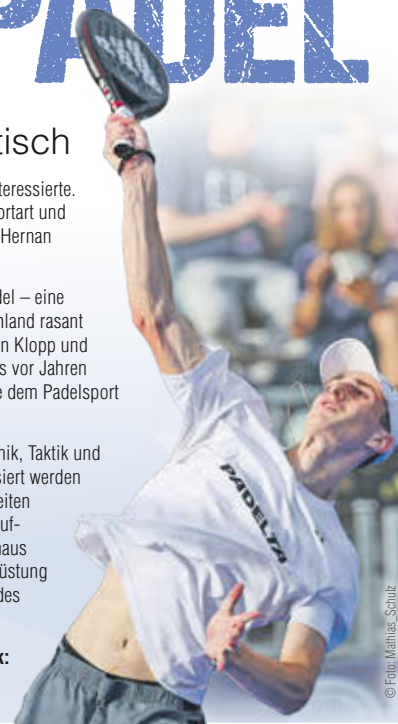 PADEL
tisch
teressierte.
ortart und
Hernan
del – eine
nland rasant
n Klopp und
s vor Jahren
e dem Padelsport
nik, Taktik und
siert werden
eiten
uf-
haus
üstung
des
k:
PADELTA
© Foto: Mathias_Schulz